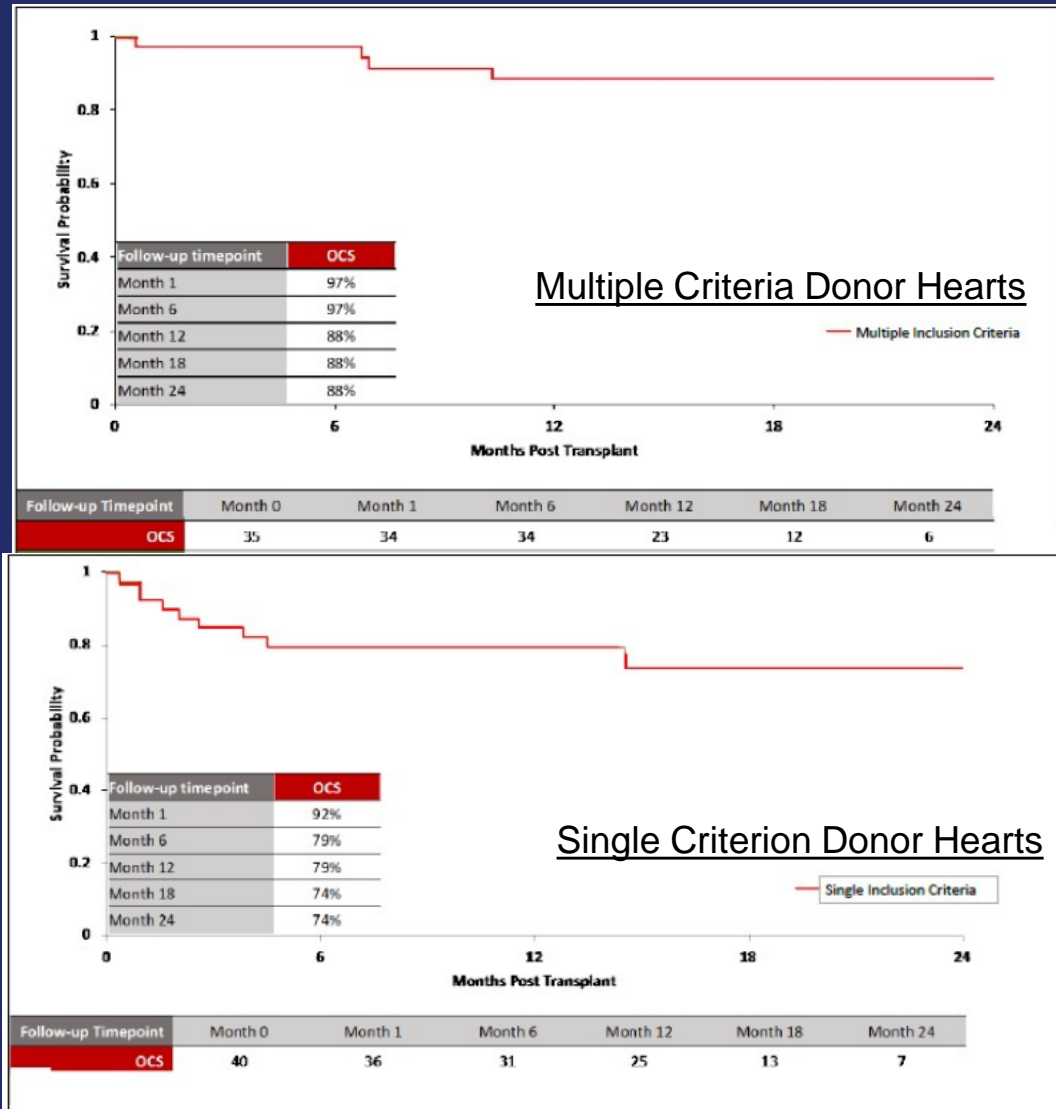 1
0.8
0.6
0.4
0.2
0
Survival Probability
Follow-up timepoint OCS
Month 1 97%
Month 6 97%
Month 12 88%
Month 18 88%
Month 24 88%
Multiple Criteria Donor Hearts
Multiple Inclusion Criteria
0 6 12 18 24
Months Post Transplant
Follow-up Timepoint Month 0 Month 1 Month 6 Month 12 Month 18 Month 24
OCS 35 34 34 23 12 6
1
0.8
0.6
0.4
0.2
0
Survival Probability
Follow-up timepoint OCS
Month 1 92%
Month 6 79%
Month 12 79%
Month 18 74%
Month 24 74%
Single Criterion Donor Hearts
Single Inclusion Criteria
0 6 12 18 24
Months Post Transplant
Follow-up Timepoint Month 0 Month 1 Month 6 Month 12 Month 18 Month 24
OCS 40 36 31 25 13 7